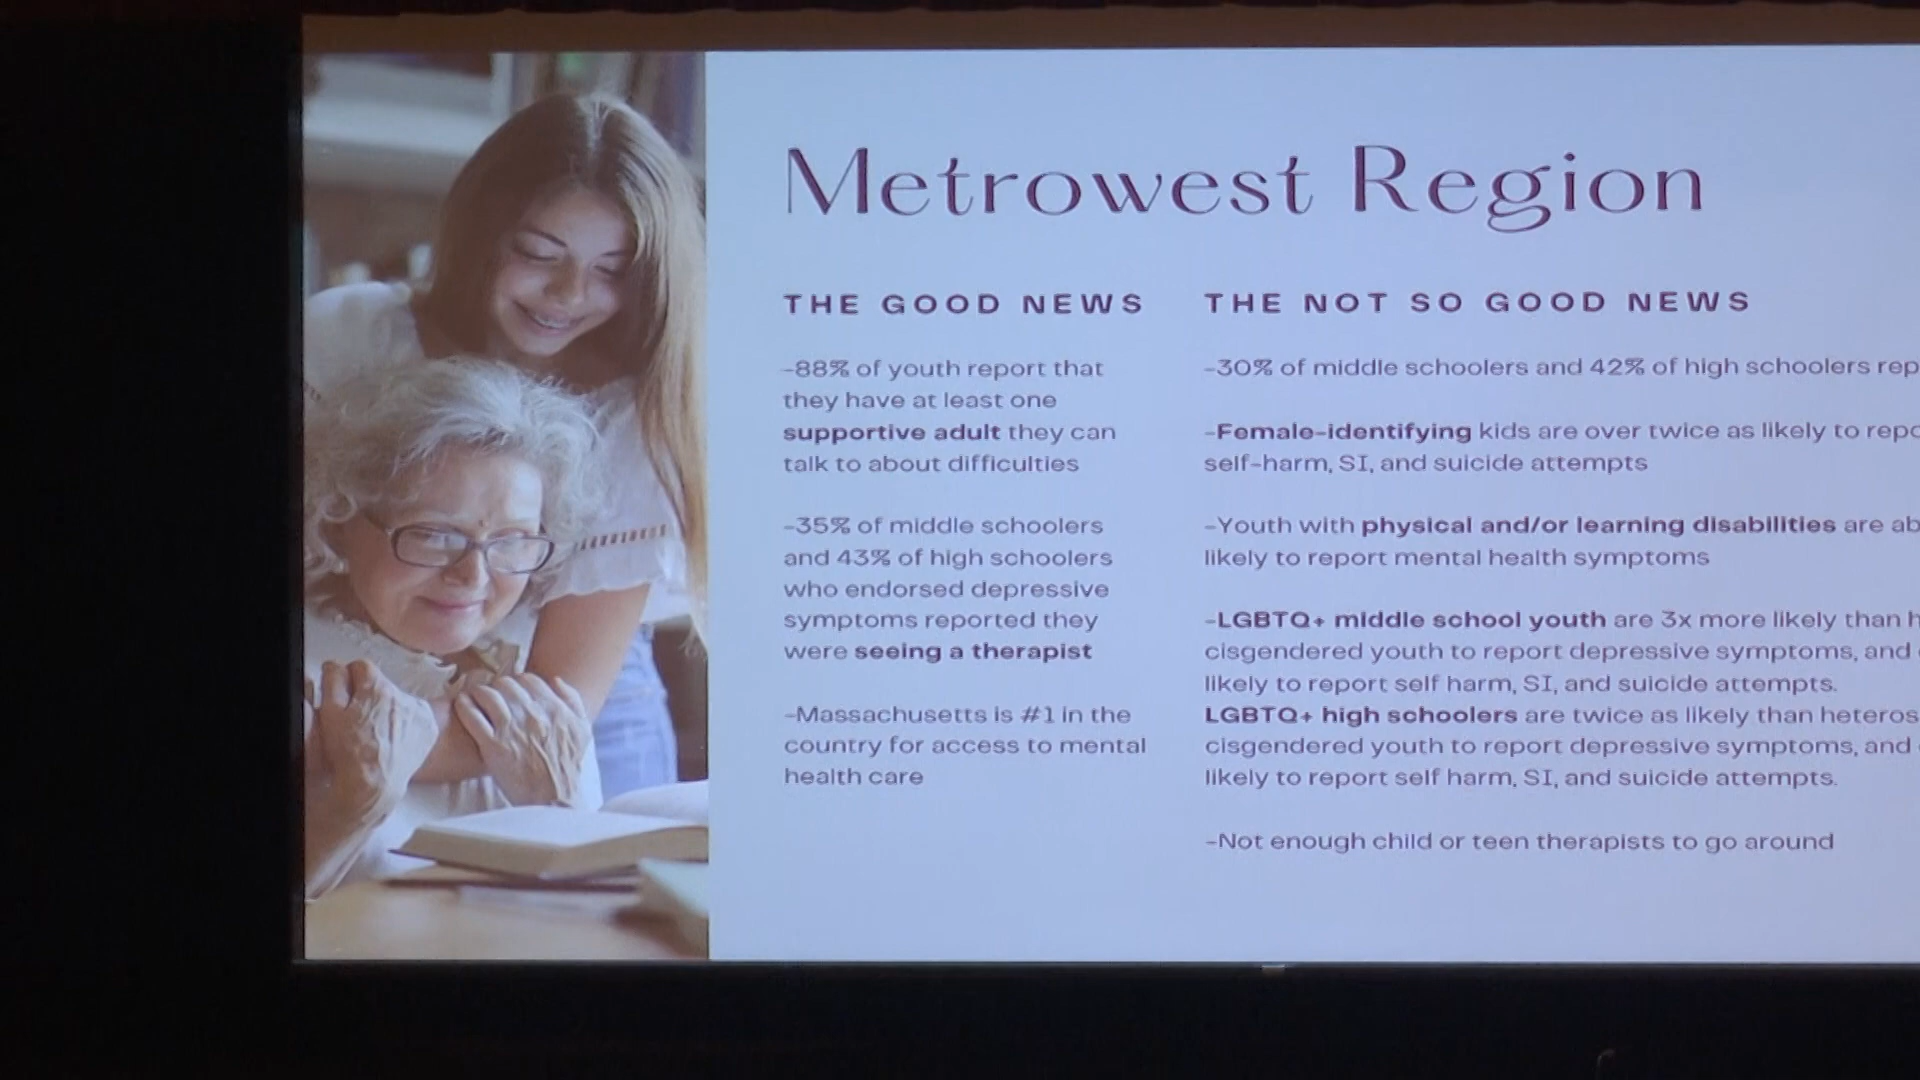 Metrowest Region
THE GOOD NEWS
-88% of youth report that
they have at least one
supportive adult they can
talk to about difficulties
-35% of middle schoolers
and 43% of high schoolers
who endorsed depressive
symptoms reported they
were seeing a therapist
-Massachusetts is #1 in the
country for access to mental
health care
THE NOT SO GOOD NEWS
-30% of middle schoolers and 42% of high schoolers
-Female-identifying kids are over twice as likely to
self-harm, SI, and suicide attempts
-Youth with physical and/or learning disabilities are
likely to report mental health symptoms
-LGBTQ+ middle school youth are 3x more likely than
cisgendered youth to report depressive symptoms, and
likely to report self harm, SI, and suicide attempts.
LGBTQ+ high schoolers are twice as likely than
cisgendered youth to report depressive symptoms, and
likely to report self harm, SI, and suicide attempts.
-Not enough child or teen therapists to go around